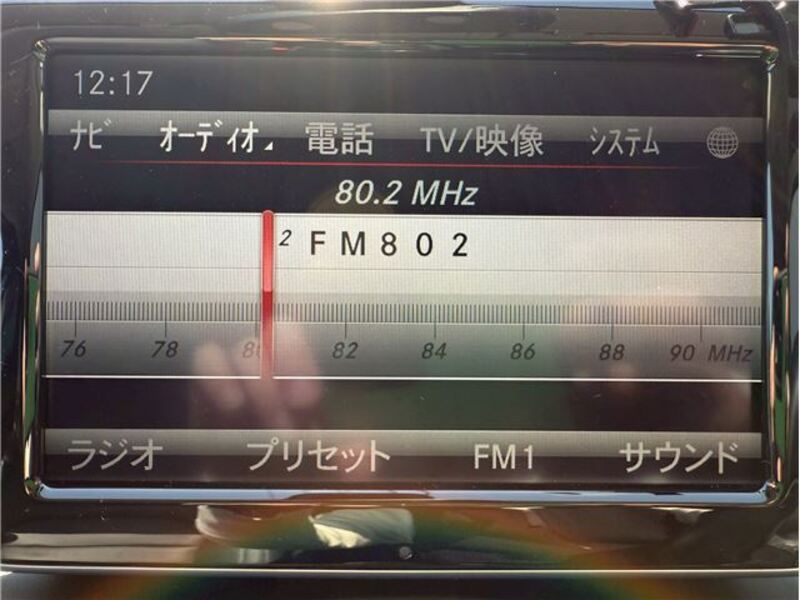 12:17
ﾅﾋﾞ ｵｰﾃﾞｨｵ 電話 TV/映像 ｼｽﾃﾑ
80.2 MHz
2 FM802
76 78 80 82 84 86 88 90 MHz
ラジオ プリセット FM1 サウンド